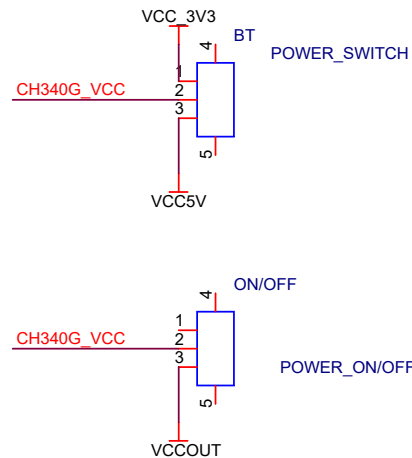 VCC_3V3
BT
4
POWER_SWITCH
1
CH340G_VCC
2
3
5
VCC5V
ON/OFF
4
1
CH340G_VCC
2
3
POWER_ON/OFF
5
VCCOUT